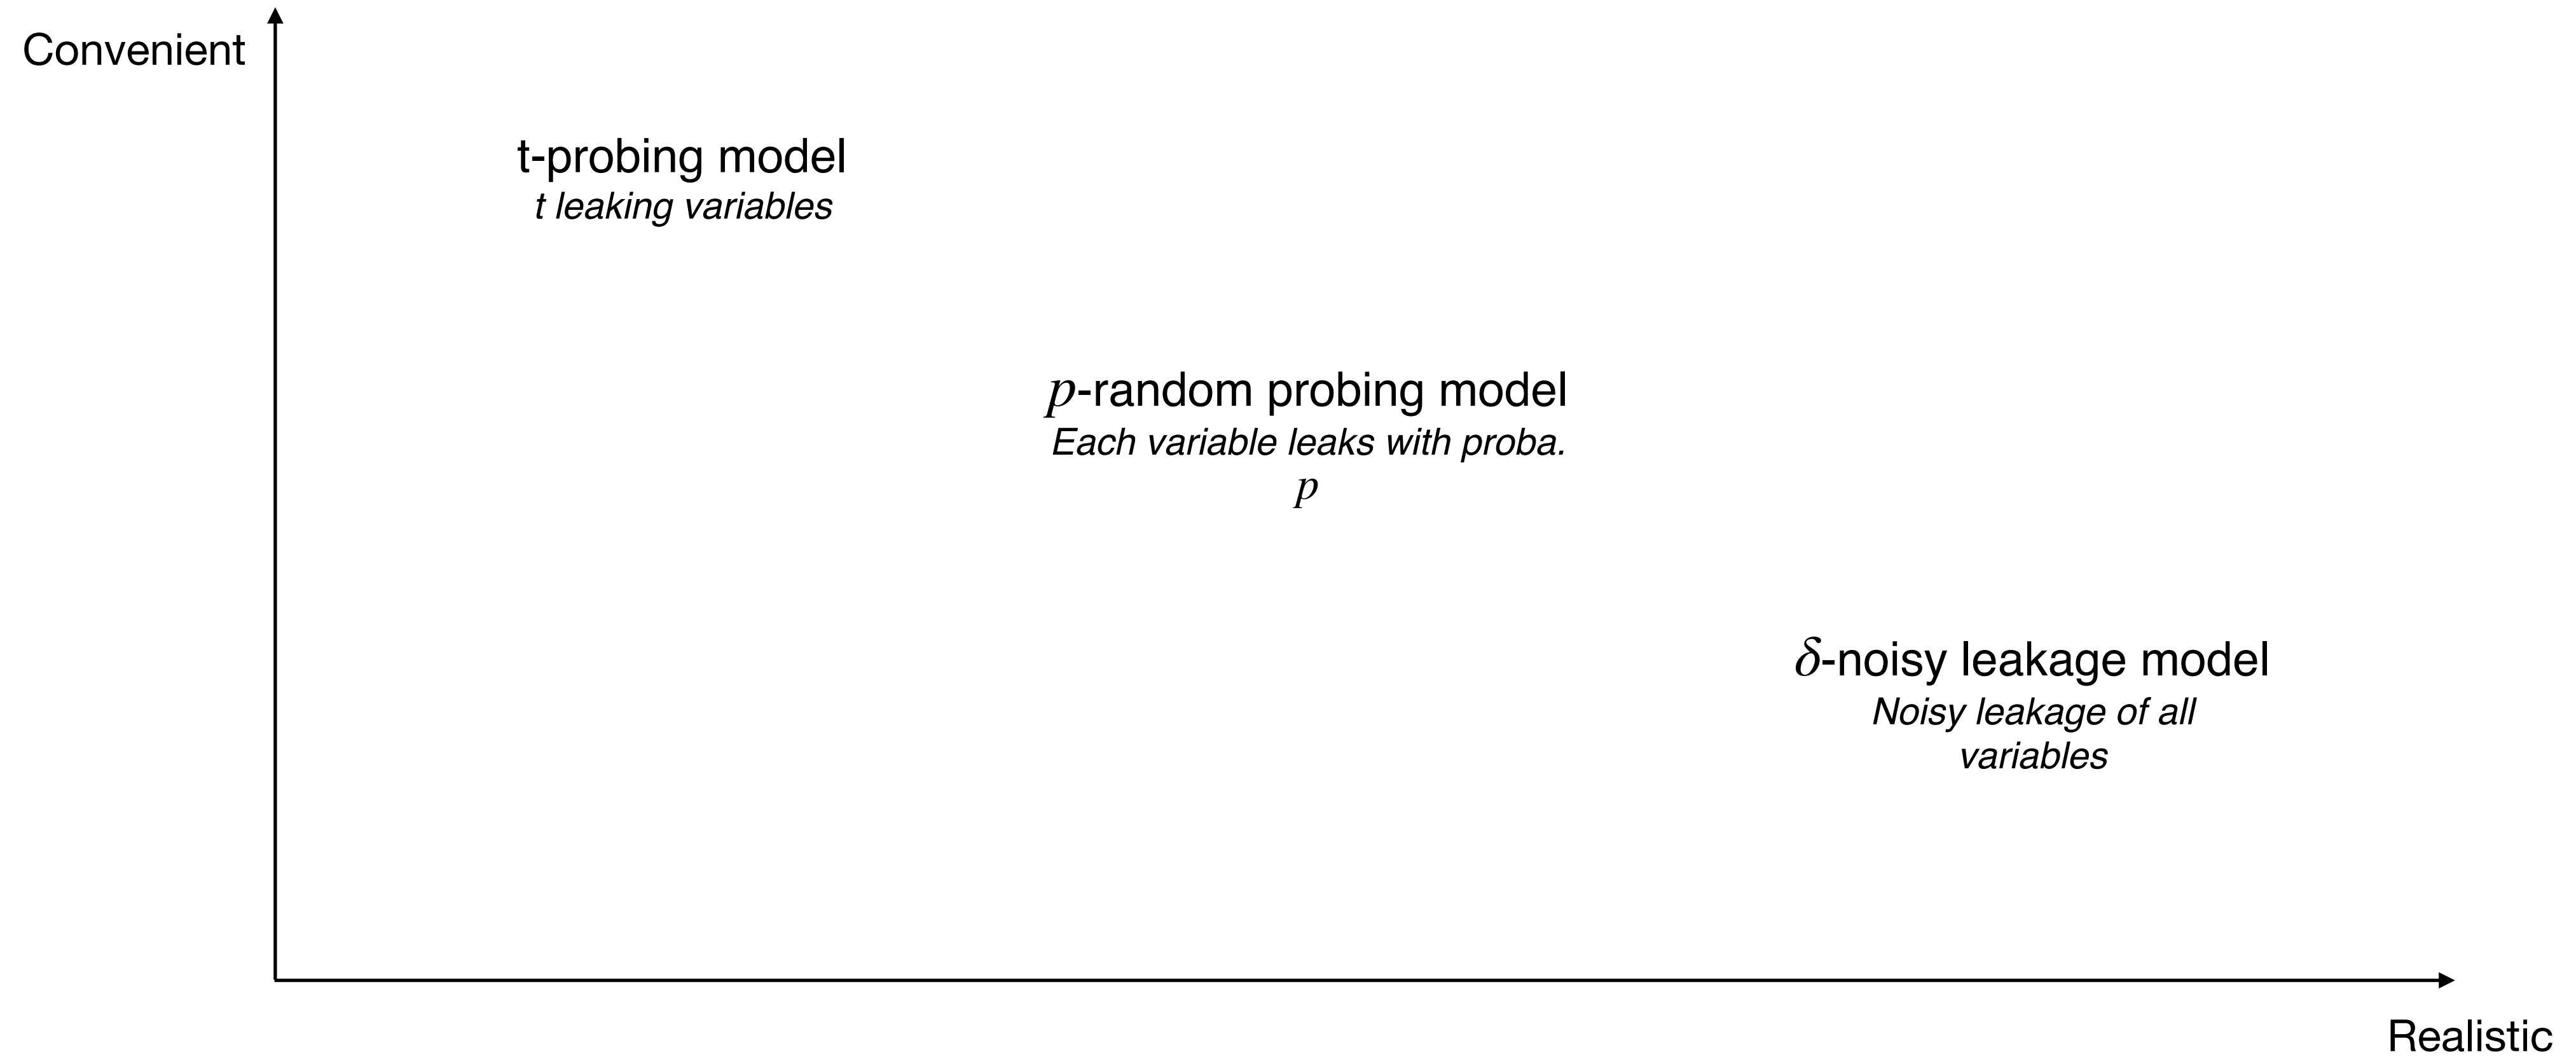 Convenient
t-probing model
t leaking variables
p-random probing model
Each variable leaks with proba.
p
δ-noisy leakage model
Noisy leakage of all
variables
Realistic